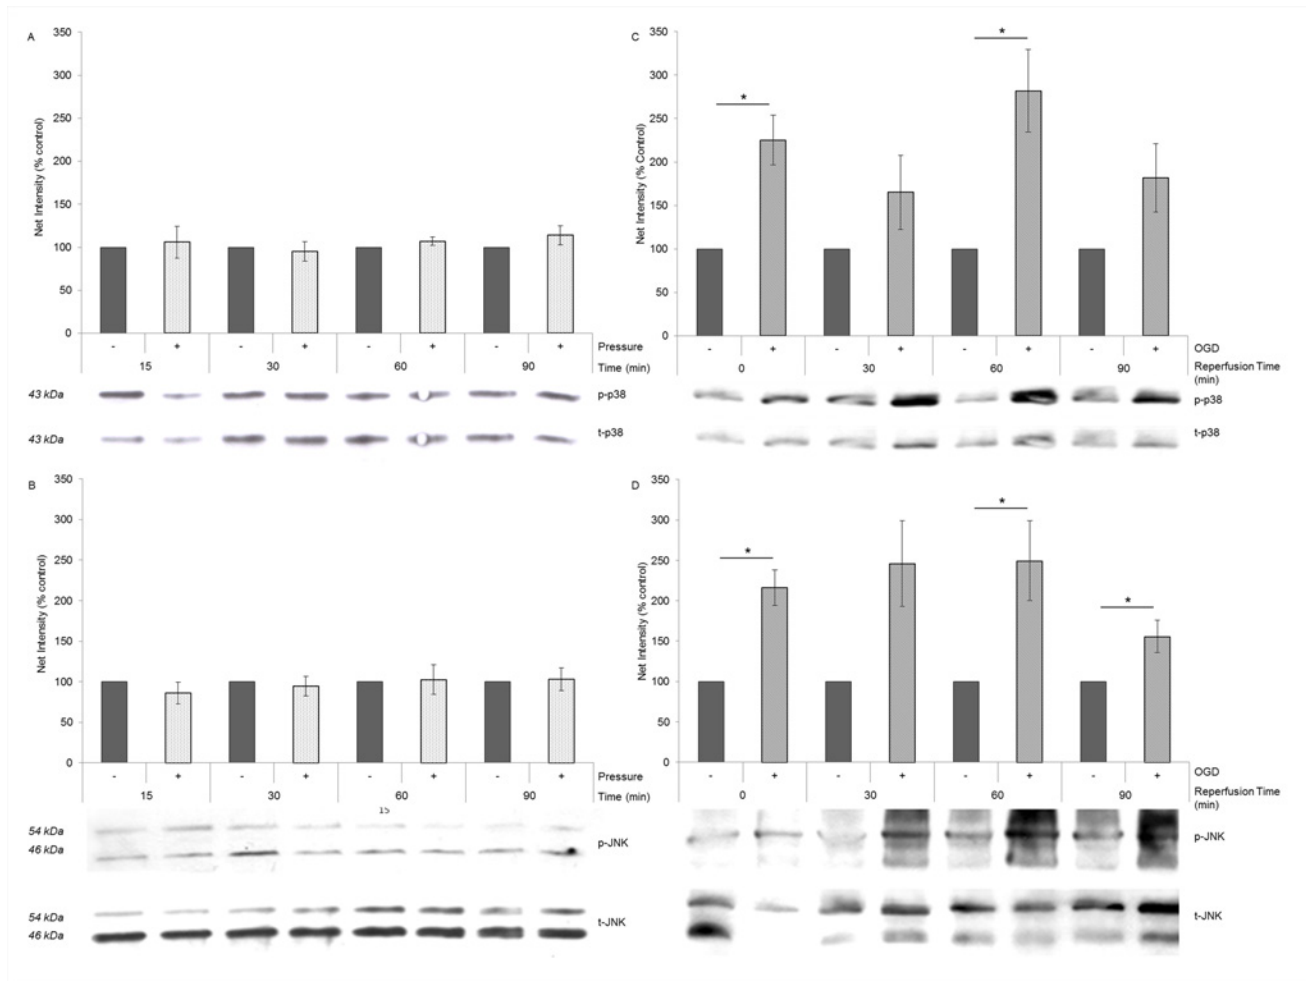 A
350
300
250
200
150
100
50
0
Net Intensity (% control)
- + - + - + - + Pressure
15 30 60 90 Time (min)
43 kDa p-p38
43 kDa t-p38
C
350
300
250
200
150
100
50
0
Net Intensity (% Control)
* *
- + - + - + - + OGD
0 30 60 90 Reperfusion Time
(min)
p-p38
t-p38
B
350
300
250
200
150
100
50
0
Net Intensity (% control)
- + - + - + - + Pressure
15 30 60 90 Time (min)
15
54 kDa
46 kDa
p-JNK
54 kDa
46 kDa
t-JNK
D
350
300
250
200
150
100
50
0
Net Intensity (% control)
* * *
- + - + - + - + OGD
0 30 60 90 Reperfusion Time
(min)
p-JNK
t-JNK